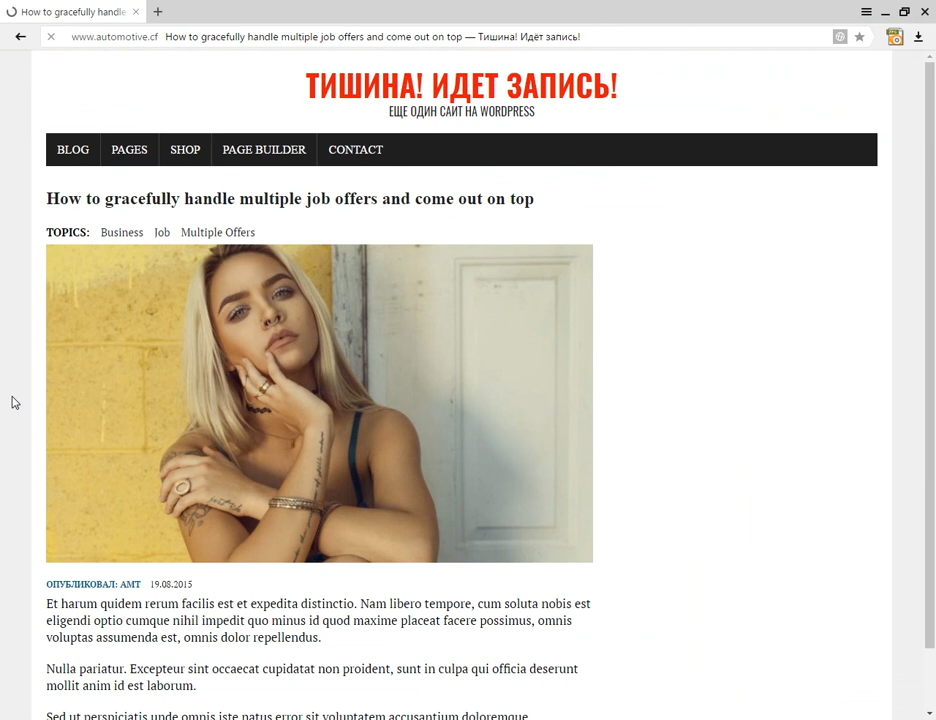 How to gracefully handle
www.automotive.cf How to gracefully handle multiple job offers and come out on top — Тишина! Идёт запись!
ТИШИНА! ИДЕТ ЗАПИСЬ!
ЕЩЕ ОДИН САЙТ НА WORDPRESS
BLOG PAGES SHOP PAGE BUILDER CONTACT
How to gracefully handle multiple job offers and come out on top
TOPICS: Business Job Multiple Offers
ОПУБЛИКОВАЛ: AMT 19.08.2015
Et harum quidem rerum facilis est et expedita distinctio. Nam libero tempore, cum soluta nobis est
eligendi optio cumque nihil impedit quo minus id quod maxime placeat facere possimus, omnis
voluptas assumenda est, omnis dolor repellendus.
Nulla pariatur. Excepteur sint occaecat cupidatat non proident, sunt in culpa qui officia deserunt
mollit anim id est laborum.
Sed ut perspiciatis unde omnis iste natus error sit voluptatem accusantium doloremque